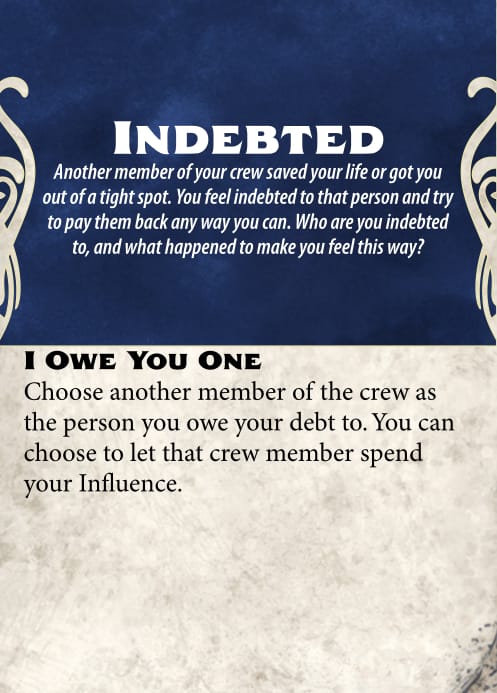 Indebted
Another member of your crew saved your life or got you
out of a tight spot. You feel indebted to that person and try
to pay them back any way you can. Who are you indebted
to, and what happened to make you feel this way?
I Owe You One
Choose another member of the crew as
the person you owe your debt to. You can
choose to let that crew member spend
your Influence.